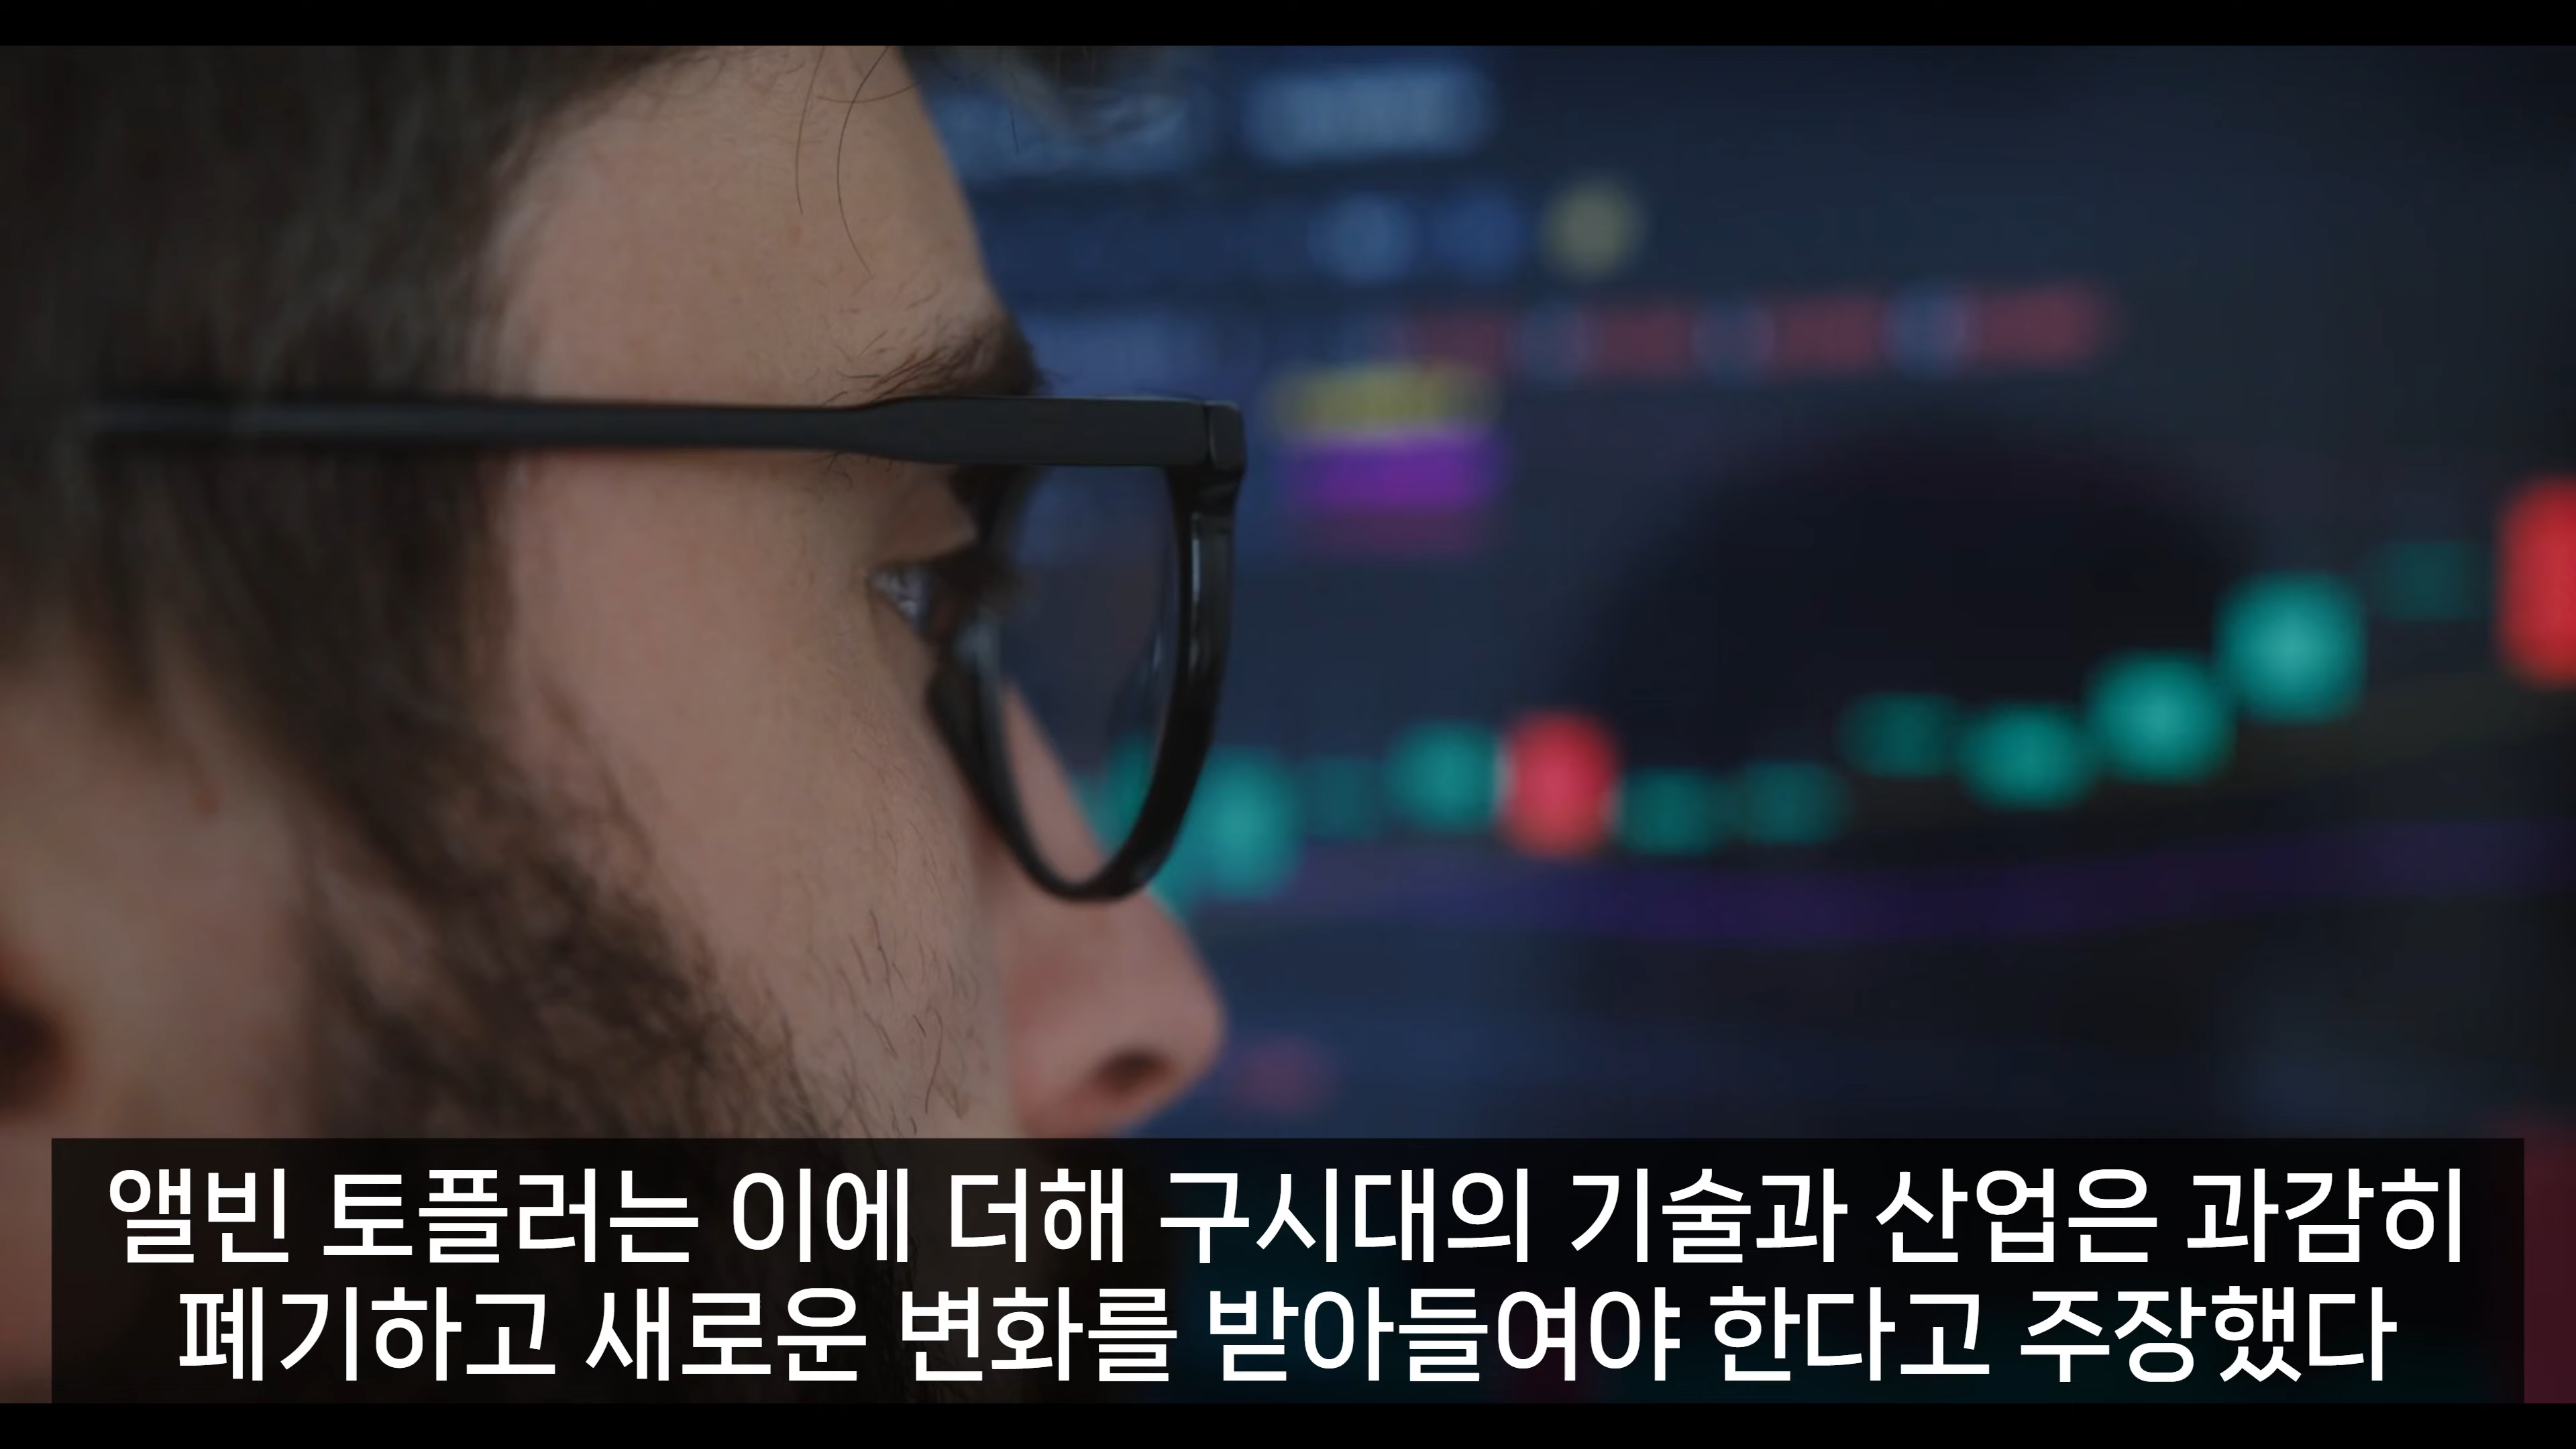 앨빈 토플러는 이에 더해 구시대의 기술과 산업은 과감히
폐기하고 새로운 변화를 받아들여야 한다고 주장했다